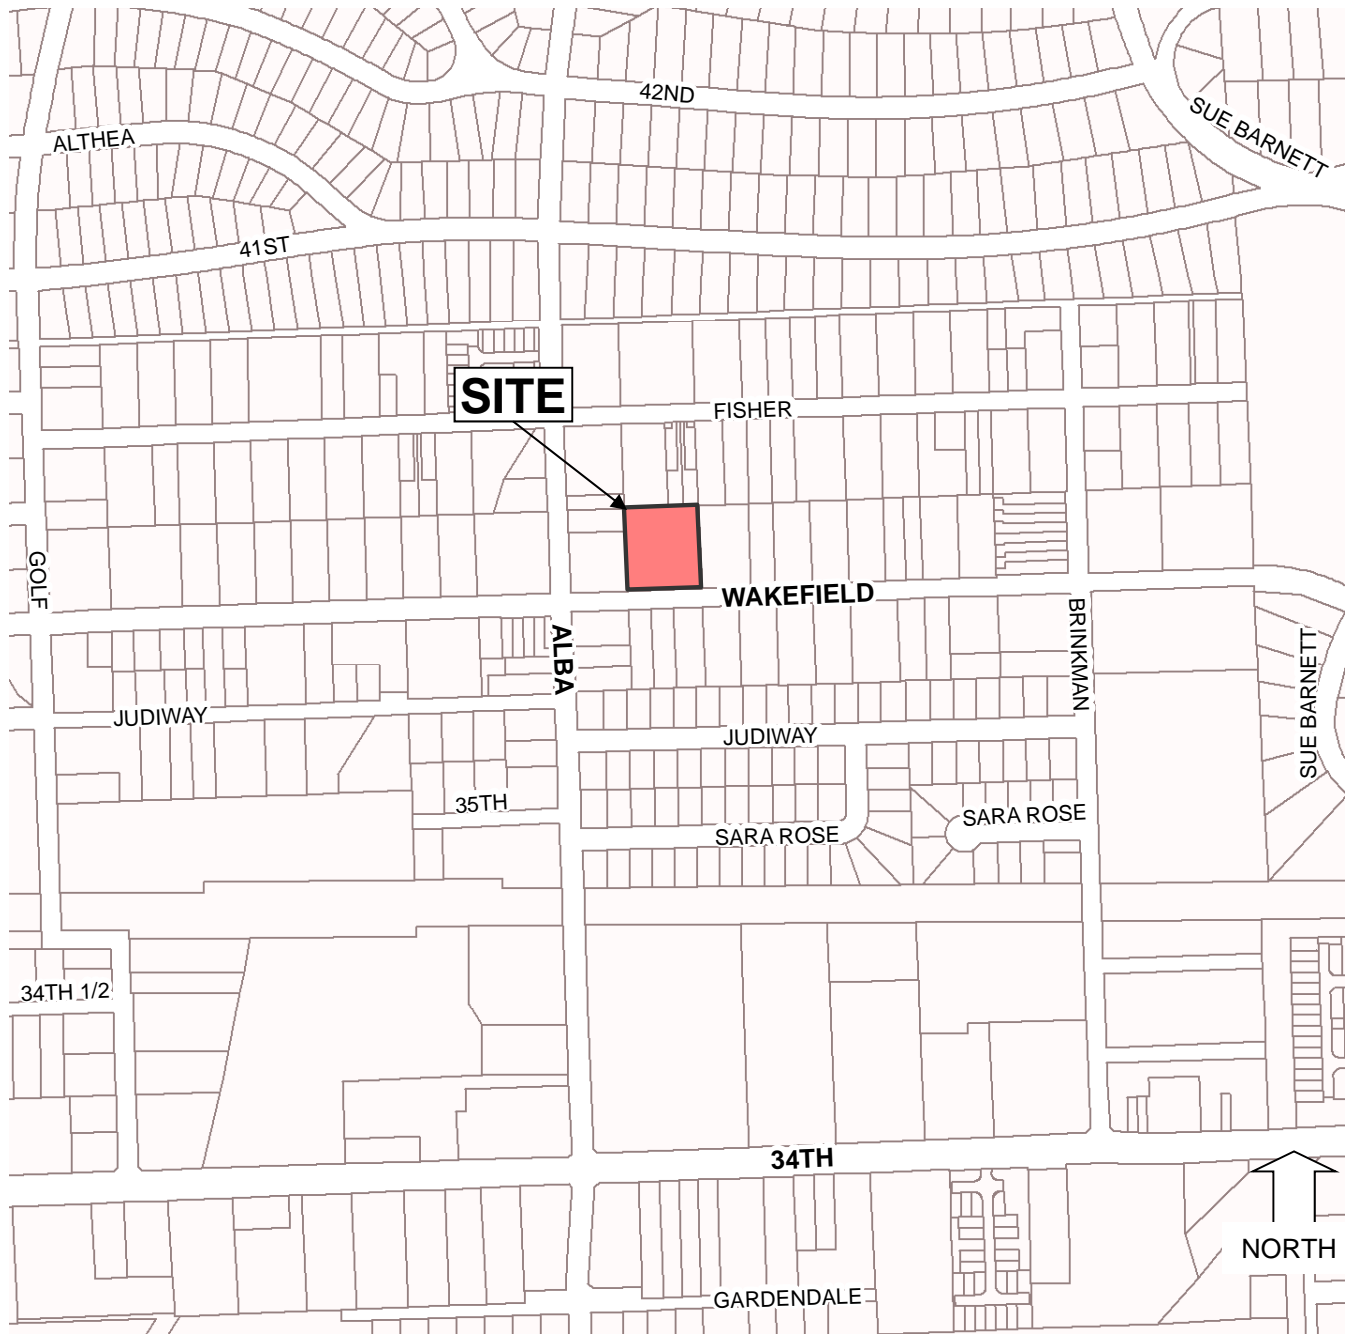 42ND
SUE BARNETT
ALTHEA
41ST
SITE
FISHER
GOLF
WAKEFIELD
ALBA
BRINKMAN
SUE BARNETT
JUDIWAY
JUDIWAY
35TH
SARA ROSE
SARA ROSE
34TH 1/2
34TH
NORTH
GARDENDALE